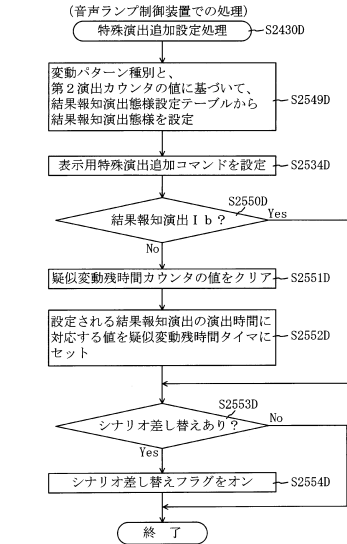 (音声ランプ制御装置での処理)
特殊演出追加設定処理
S2430D
変動パターン種別と、
第2演出カウンタの値に基づいて、
結果報知演出態様設定テーブルから
結果報知演出態様を設定
S2549D
表示用特殊演出追加コマンドを設定
S2534D
S2550D
結果報知演出Ⅰb?
Yes
No
疑似変動残時間カウンタの値をクリア
S2551D
設定される結果報知演出の演出時間に
対応する値を疑似変動残時間タイマに
セット
S2552D
S2553D
シナリオ差し替えあり?
No
Yes
シナリオ差し替えフラグをオン
S2554D
終 了